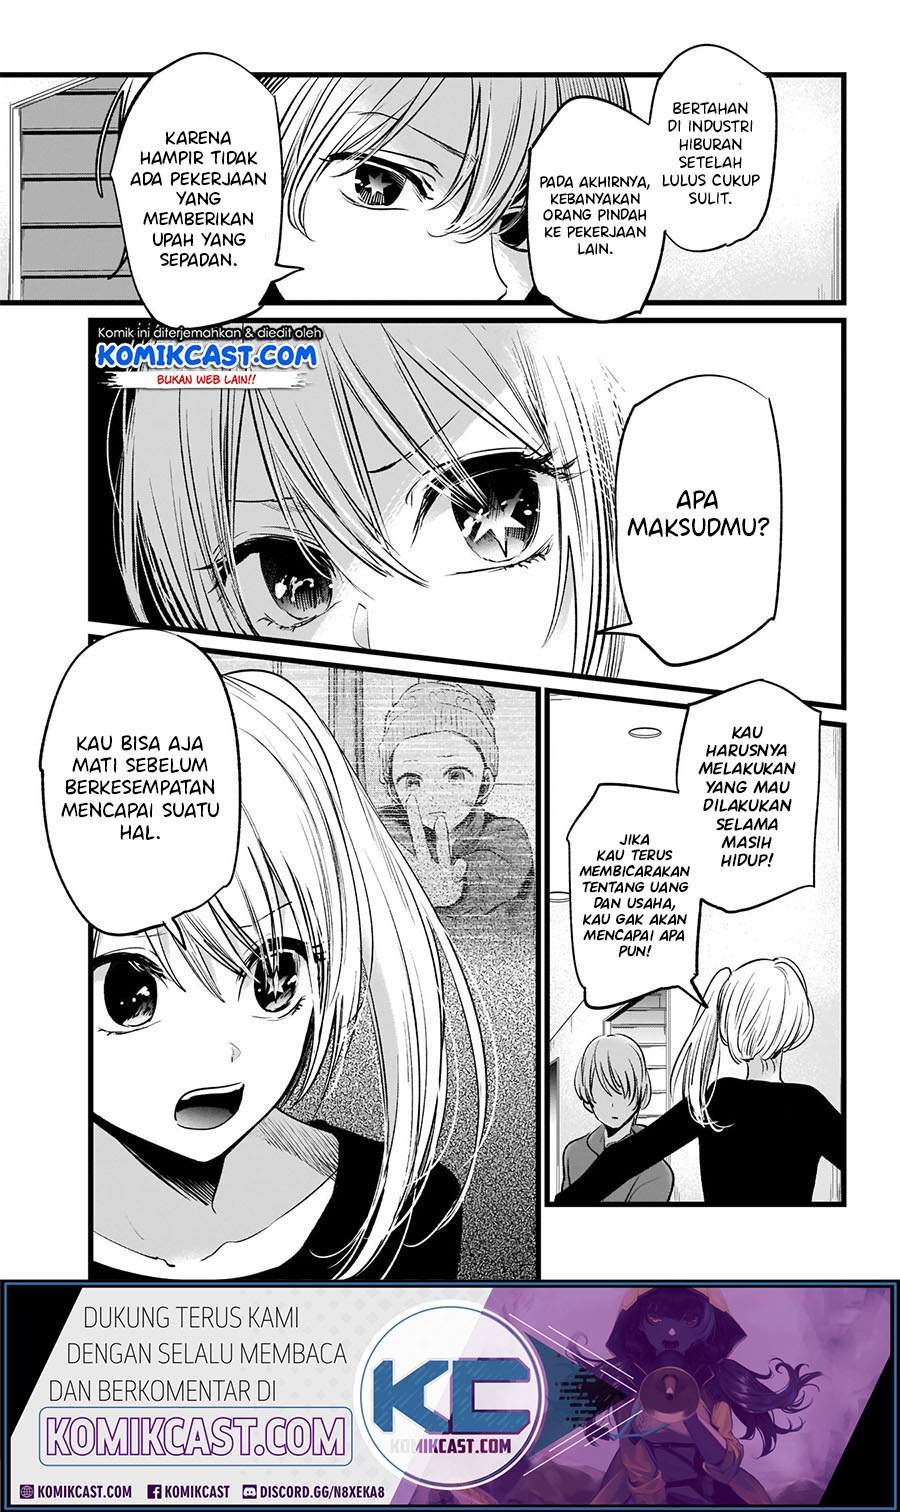 BERTAHAN
DI INDUSTRI
HIBURAN
SETELAH
LULUS CUKUP
SULIT.
PADA AKHIRNYA,
KEBANYAKAN
ORANG PINDAH
KE PEKERJAAN
LAIN.
KARENA
HAMPIR TIDAK
ADA PEKERJAAN
YANG
MEMBERIKAN
UPAH YANG
SEPADAN.
Komik ini diterjemahkan & diedit oleh
KOMIKCAST.COM
BUKAN WEB LAIN!!
APA
MAKSUDMU?
KAU
HARUSNYA
MELAKUKAN
YANG MAU
DILAKUKAN
SELAMA
MASIH
HIDUP!
JIKA
KAU TERUS
MEMBICARAKAN
TENTANG UANG
DAN USAHA,
KAU GAK AKAN
MENCAPAI APA
PUN!
KAU BISA AJA
MATI SEBELUM
BERKESEMPATAN
MENCAPAI SUATU
HAL.
DUKUNG TERUS KAMI
DENGAN SELALU MEMBACA
DAN BERKOMENTAR DI
KOMIKCAST.COM
KC
KOMIKCAST.COM
KOMIKCAST.COM KOMIKCAST DISCORD.GG/N8XEKA8